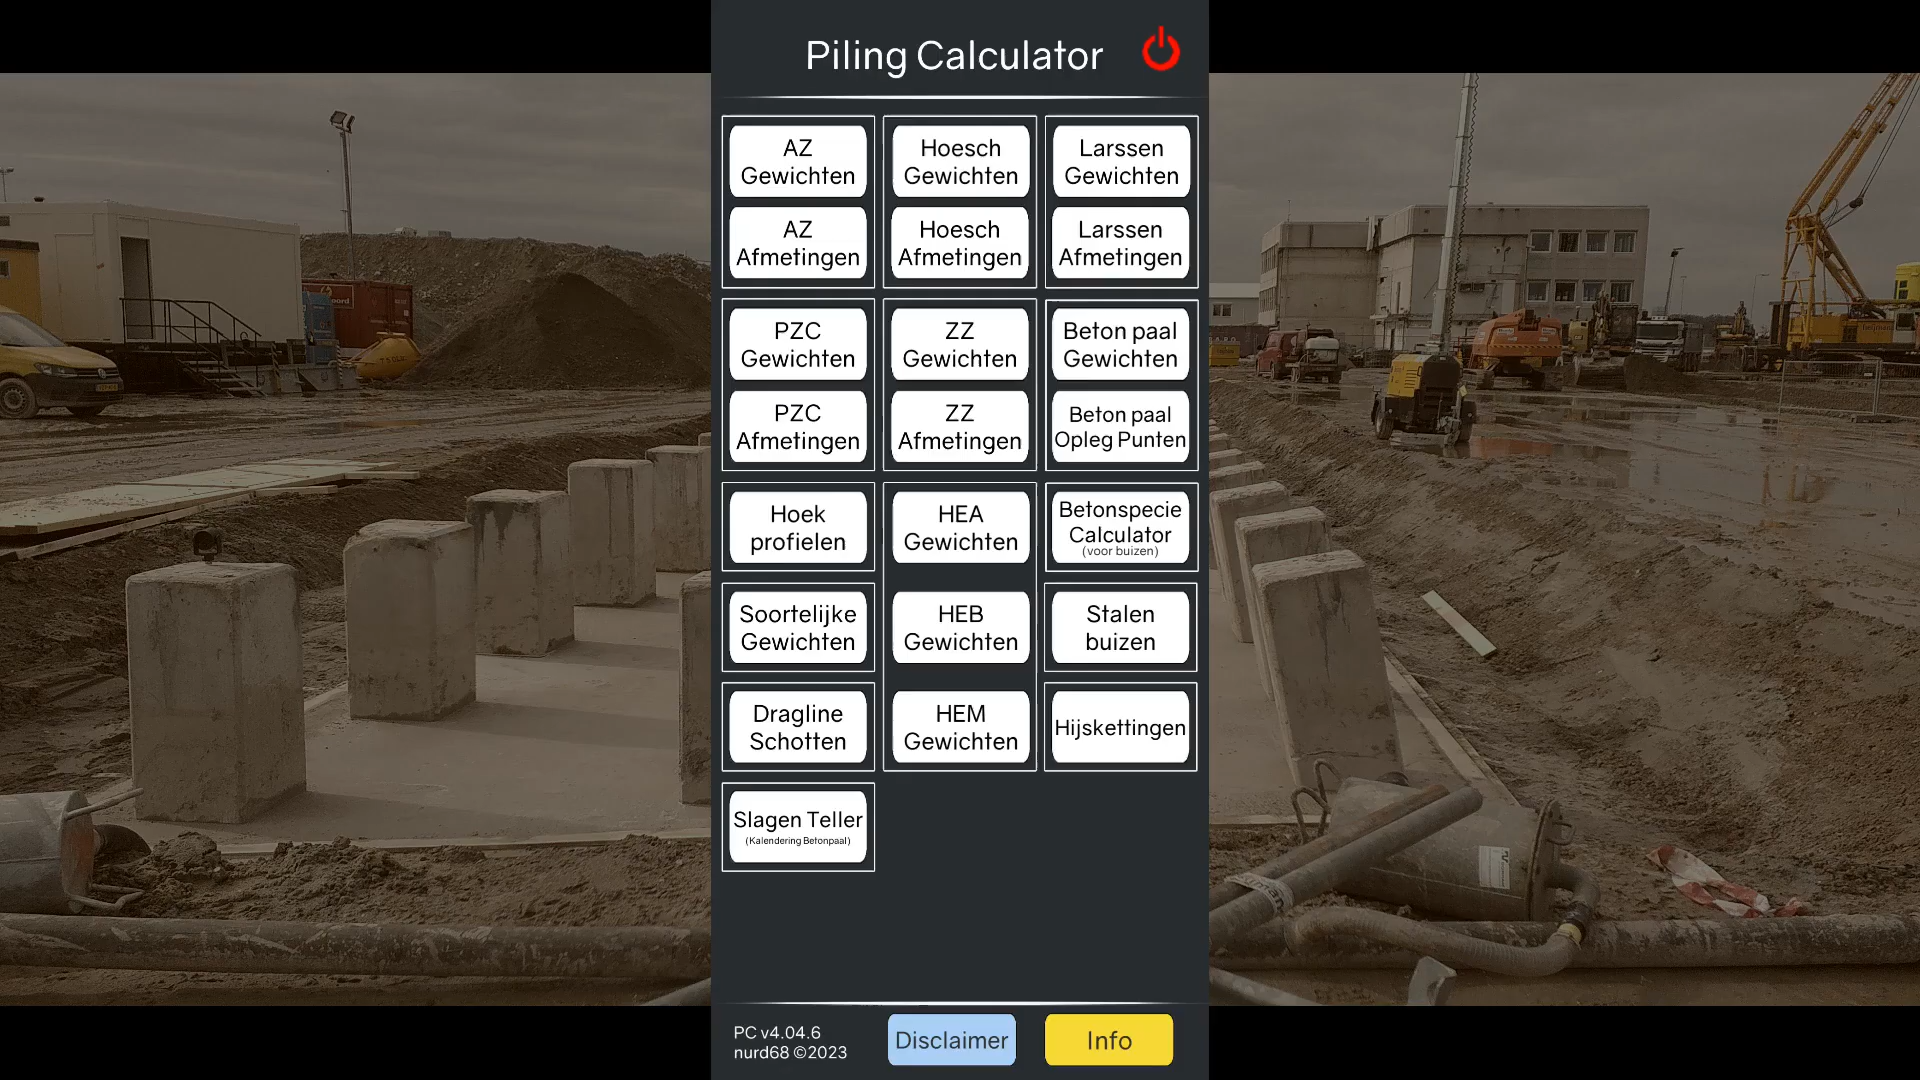 Piling Calculator
AZ
Gewichten
Hoesch
Gewichten
Larssen
Gewichten
AZ
Afmetingen
Hoesch
Afmetingen
Larssen
Afmetingen
PZC
Gewichten
ZZ
Gewichten
Beton paal
Gewichten
PZC
Afmetingen
ZZ
Afmetingen
Beton paal
Opleg Punten
Hoek
profielen
HEA
Gewichten
Betonspecie
Calculator
(voor buizen)
Soortelijke
Gewichten
HEB
Gewichten
Stalen
buizen
Dragline
Schotten
HEM
Gewichten
Hijskettingen
Slagen Teller
(Kalendering Betonpaal)
PC v4.04.6
nurd68 ©2023
Disclaimer
Info